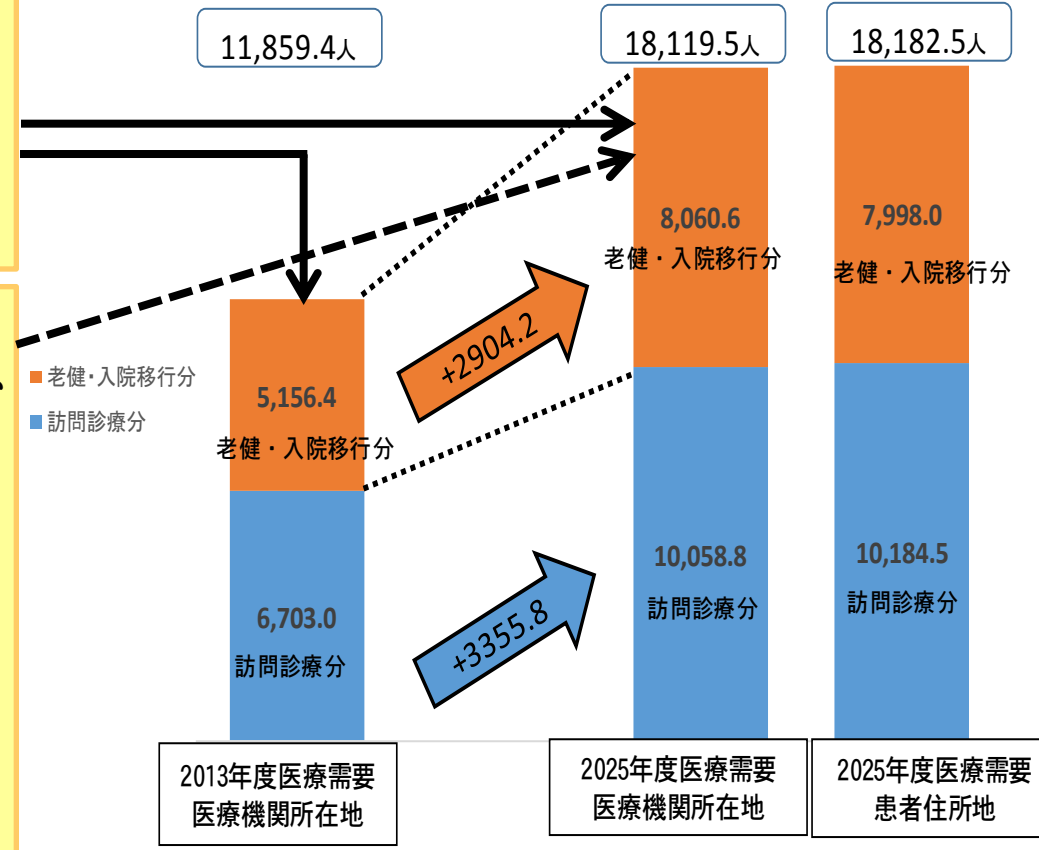 11,859.4人
18,119.5人
18,182.5人
8,060.6
老健・入院移行分
7,998.0
老健・入院移行分
+2904.2
老健・入院移行分
訪問診療分
5,156.4
老健・入院移行分
10,058.8
訪問診療分
10,184.5
訪問診療分
+3355.8
6,703.0
訪問診療分
2013年度医療需要
医療機関所在地
2025年度医療需要
医療機関所在地
2025年度医療需要
患者住所地